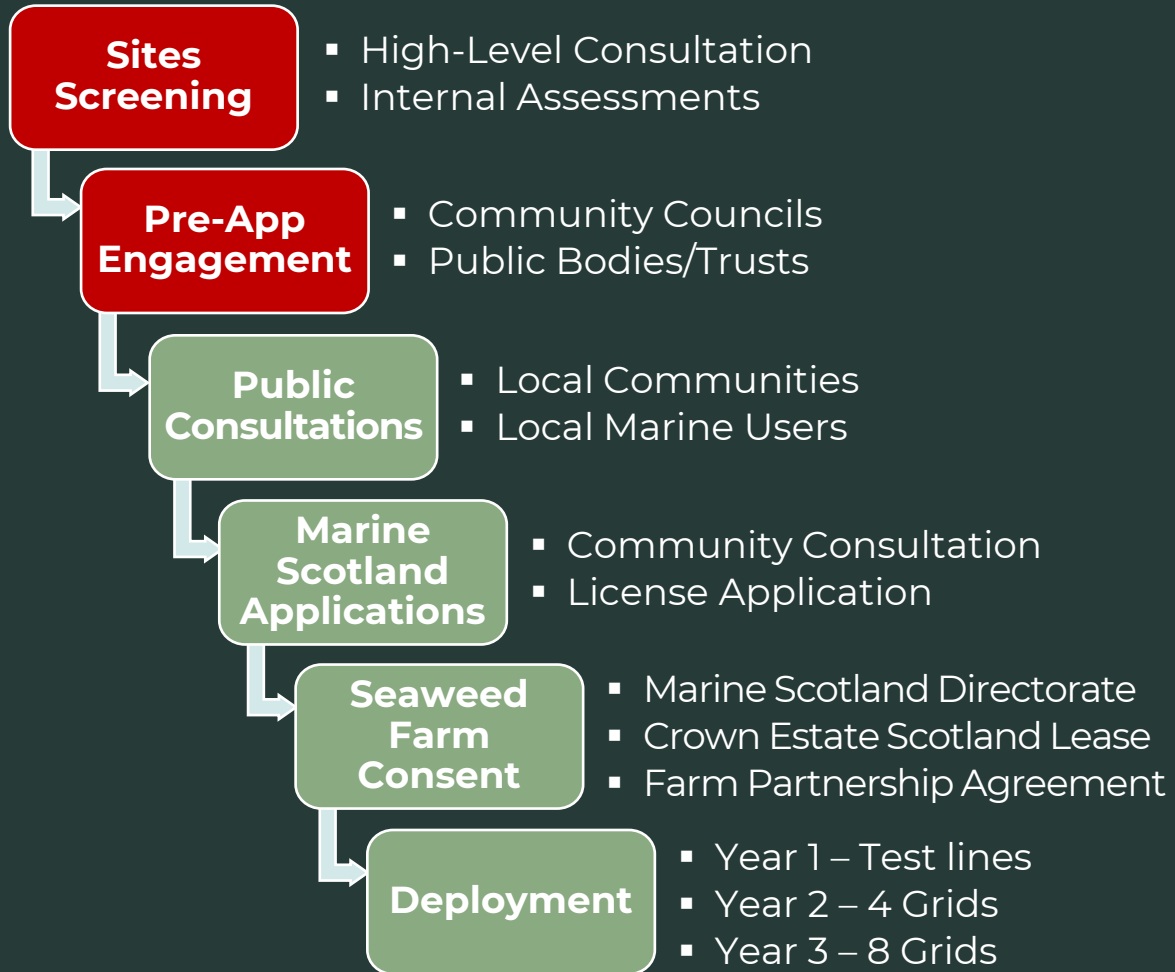 Sites
Screening
▪ High-Level Consultation
▪ Internal Assessments
Pre-App
Engagement
▪ Community Councils
▪ Public Bodies/Trusts
Public
Consultations
▪ Local Communities
▪ Local Marine Users
Marine
Scotland
Applications
▪ Community Consultation
▪ License Application
Seaweed
Farm
Consent
▪ Marine Scotland Directorate
▪ Crown Estate Scotland Lease
▪ Farm Partnership Agreement
Deployment
▪ Year 1 – Test lines
▪ Year 2 – 4 Grids
▪ Year 3 – 8 Grids